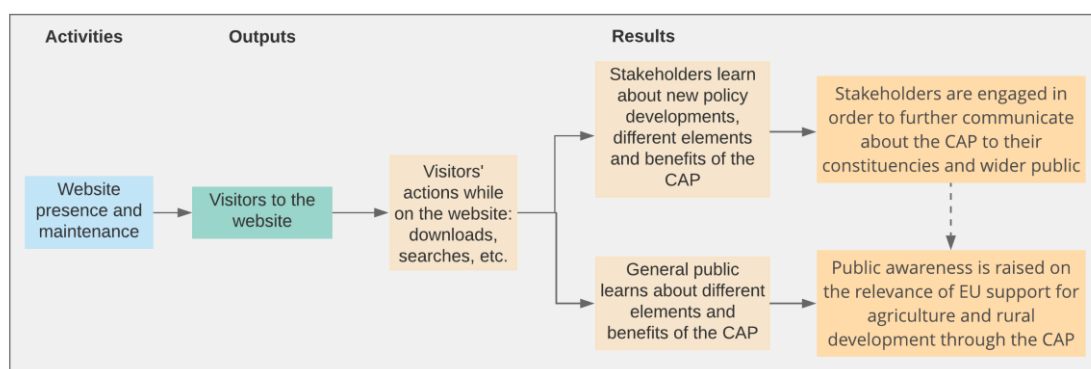 Activities
Outputs
Results
Website
presence and
maintenance
Visitors to the
website
Visitors'
actions while
on the website:
downloads,
searches, etc.
Stakeholders learn
about new policy
developments,
different elements
and benefits of the
CAP
Stakeholders are engaged in
order to further communicate
about the CAP to their
constituencies and wider public
General public
learns about different
elements and
benefits of the CAP
Public awareness is raised on
the relevance of EU support for
agriculture and rural
development through the CAP